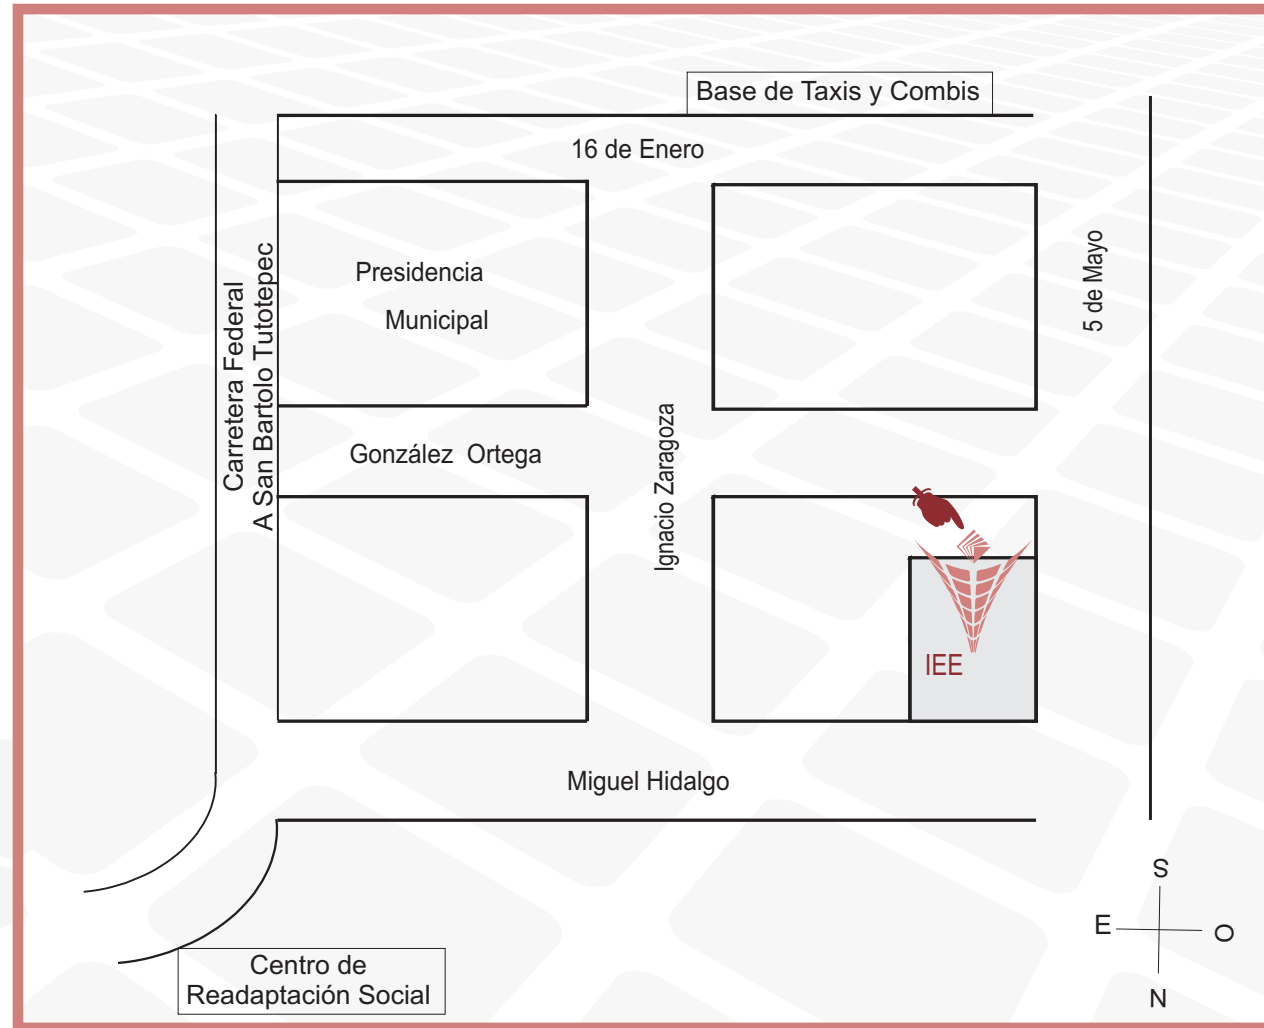 Base de Taxis y Combis
16 de Enero
Presidencia
Municipal
Carretera Federal
A San Bartolo Tutotepec
5 de Mayo
González Ortega
Ignacio Zaragoza
IEE
Miguel Hidalgo
S
E
O
N
Centro de
Readaptación Social